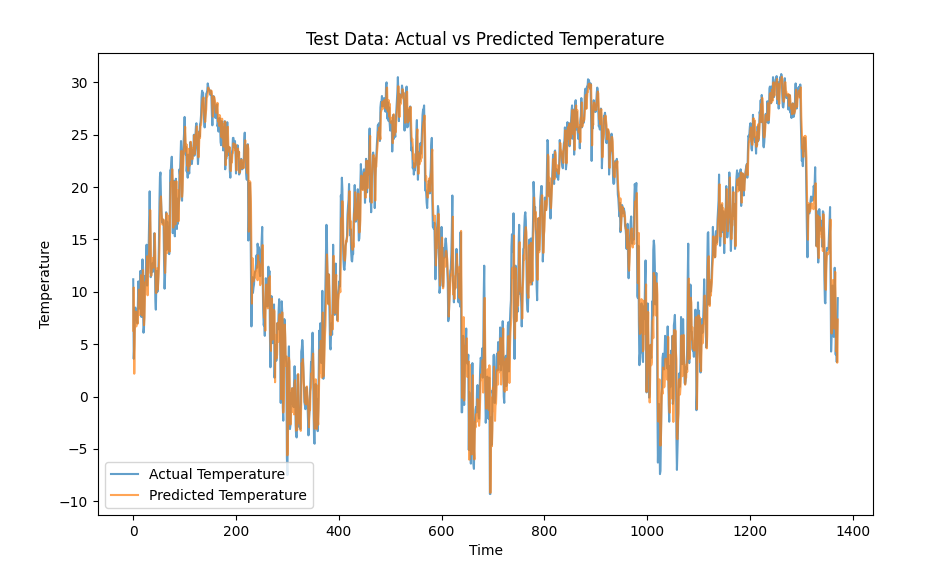 Test Data: Actual vs Predicted Temperature
Temperature
30
25
20
15
10
5
0
−5
−10
Actual Temperature
Predicted Temperature
0 200 400 600 800 1000 1200 1400
Time